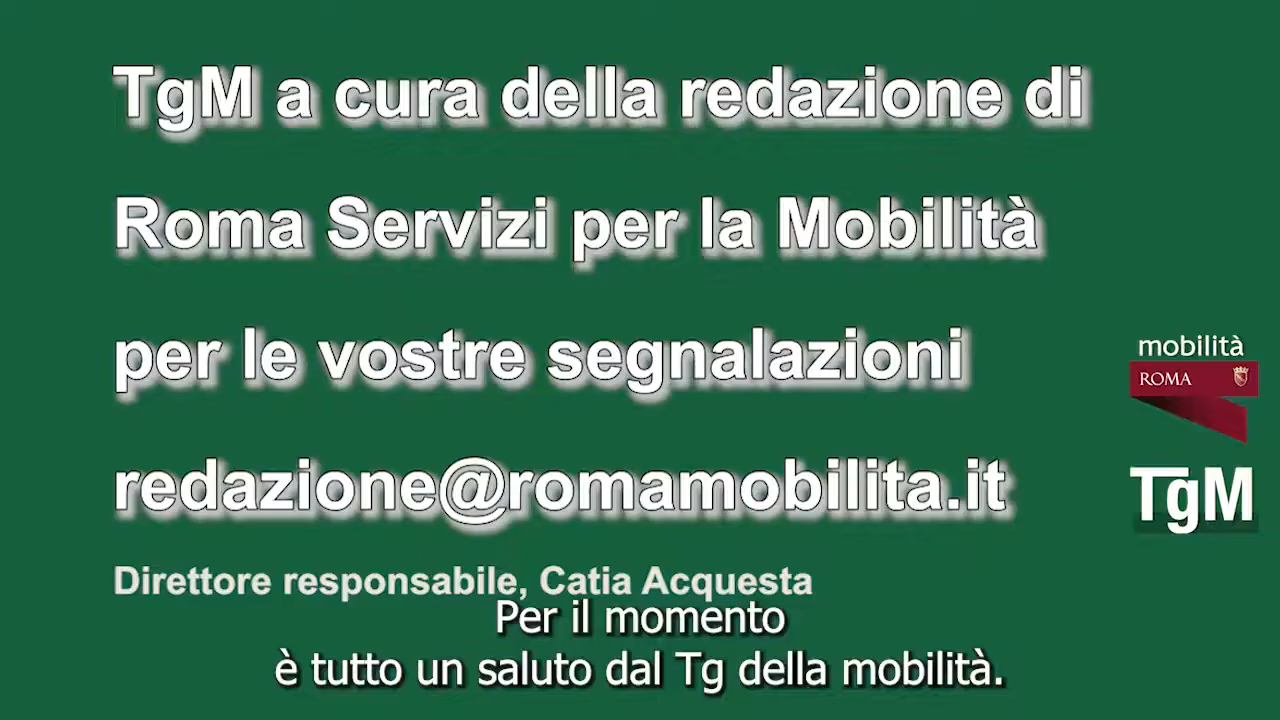 TgM a cura della redazione di
Roma Servizi per la Mobilità
per le vostre segnalazioni
mobilità
ROMA
redazione@romamobilita.it
TgM
Direttore responsabile, Catia Acquesta
Per il momento
è tutto un saluto dal Tg della mobilità.